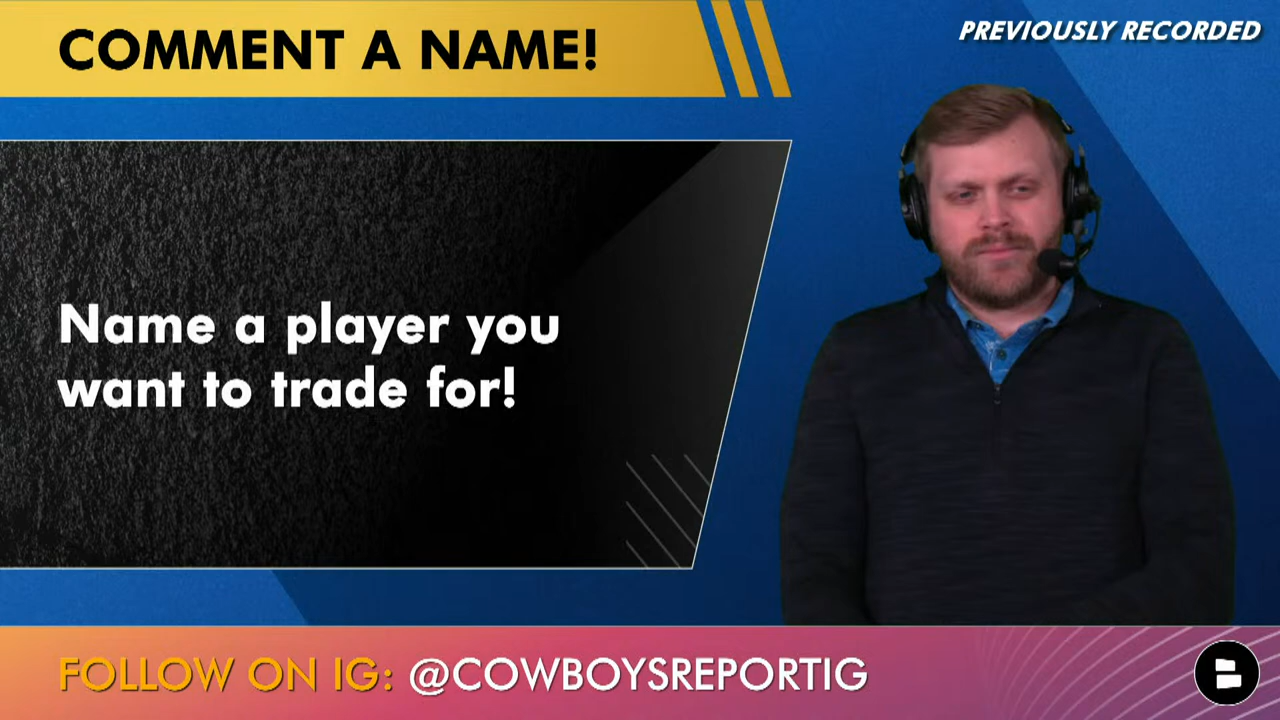 COMMENT A NAME!
PREVIOUSLY RECORDED
Name a player you
want to trade for!
FOLLOW ON IG: @COWBOYSREPORTIG